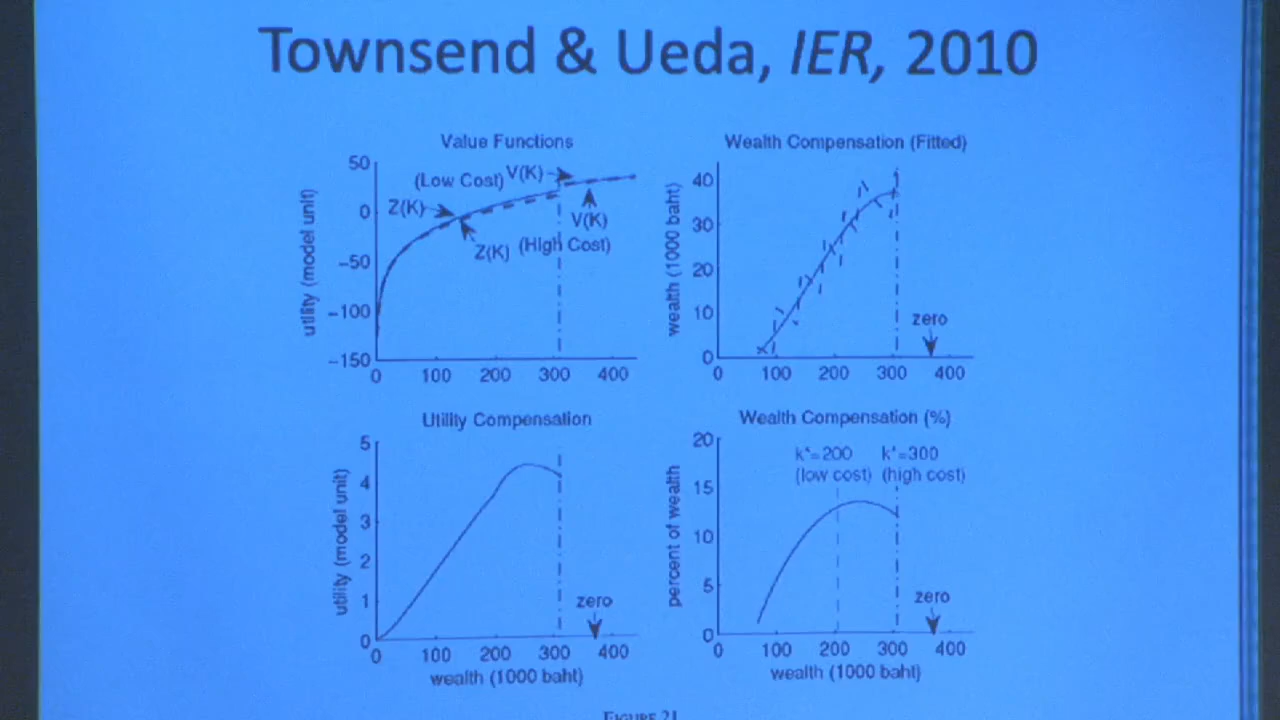 Townsend & Ueda, IER, 2010
Value Functions
50
0
−50
−100
−150
utility (model unit)
(Low Cost)
V(K)
Z(K)
V(K)
Z(K)
(High Cost)
0 100 200 300 400
Wealth Compensation (Fitted)
40
30
20
10
0
wealth (1000 baht)
zero
0 100 200 300 400
Utility Compensation
5
4
3
2
1
0
utility (model unit)
zero
0 100 200 300 400
wealth (1000 baht)
Wealth Compensation (%)
20
15
10
5
0
percent of wealth
k*=200 k*=300
(low cost) (high cost)
zero
0 100 200 300 400
wealth (1000 baht)
FIGURE 21